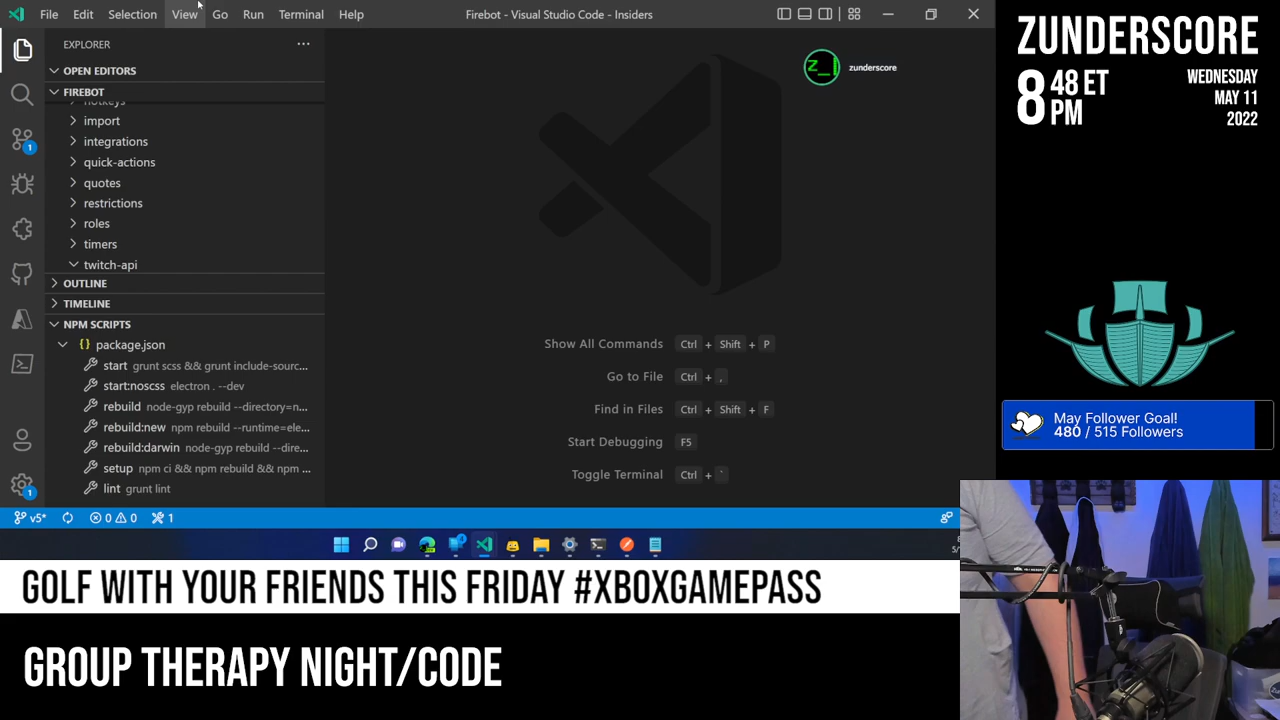 File Edit Selection View Go Run Terminal Help
Firebot - Visual Studio Code - Insiders
EXPLORER
OPEN EDITORS
FIREBOT
hotkeys
import
integrations
quick-actions
quotes
restrictions
roles
timers
twitch-api
OUTLINE
TIMELINE
NPM SCRIPTS
{} package.json
start grunt scss && grunt include-sourc...
start:noscss electron . --dev
rebuild node-gyp rebuild --directory=n...
rebuild:new npm rebuild --runtime=ele...
rebuild:darwin node-gyp rebuild --dire...
setup npm ci && npm rebuild && npm ...
lint grunt lint
1
1
v5* 0 0 1
Z_
zunderscore
Show All Commands Ctrl + Shift + P
Go to File Ctrl + ,
Find in Files Ctrl + Shift + F
Start Debugging F5
Toggle Terminal Ctrl + `
ZUNDERSCORE
8 48 ET PM
WEDNESDAY
MAY 11
2022
May Follower Goal!
480 / 515 Followers
GOLF WITH YOUR FRIENDS THIS FRIDAY #XBOXGAMEPASS
GROUP THERAPY NIGHT/CODE